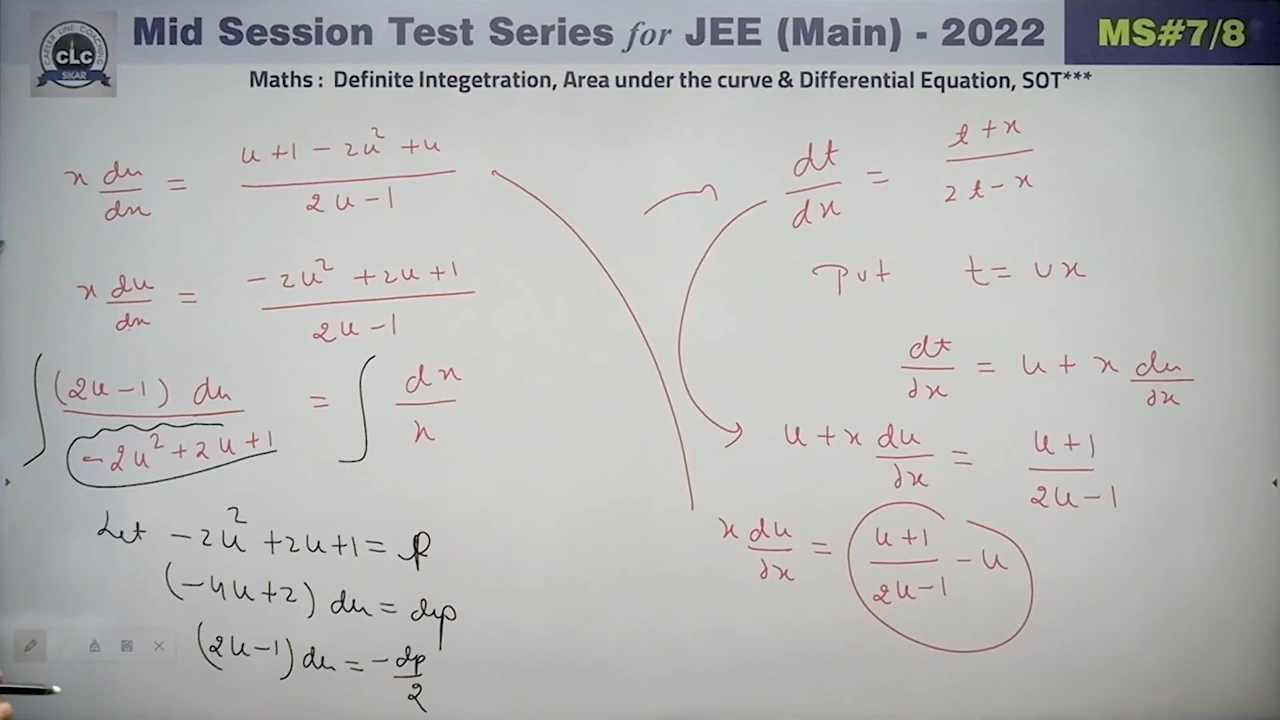 CAREER LINE COACHING
CLC
SIKAR
Mid Session Test Series for JEE (Main) - 2022
MS#7/8
Maths : Definite Integetration, Area under the curve & Differential Equation, SOT***
x du/dx = (u+1-2u²+u)/(2u-1)
x du/dx = (-2u²+2u+1)/(2u-1)
∫ (2u-1) du/(-2u²+2u+1) = ∫ dx/x
Let -2u²+2u+1 = p
(-4u+2) du = dp
(2u-1) du = -dp/2
dt/dx = (t+x)/(2t-x)
Put t = ux
dt/dx = u + x du/dx
u + x du/dx = (u+1)/(2u-1)
x du/dx = (u+1)/(2u-1) - u